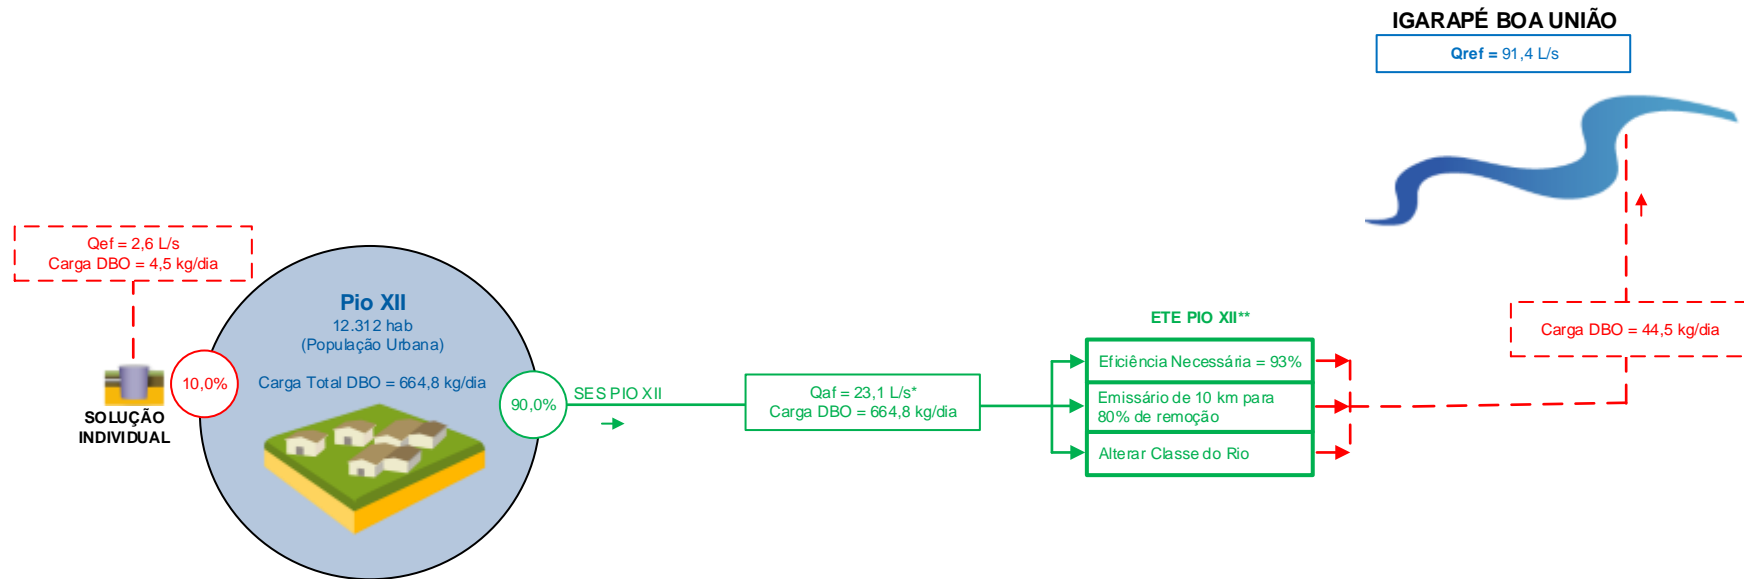 IGARAPÉ BOA UNIÃO
Qref = 91,4 L/s
Qef = 2,6 L/s
Carga DBO = 4,5 kg/dia
Pio XII
12.312 hab
(População Urbana)
Carga Total DBO = 664,8 kg/dia
10,0%
90,0%
SOLUÇÃO
INDIVIDUAL
SES PIO XII
Qaf = 23,1 L/s*
Carga DBO = 664,8 kg/dia
ETE PIO XII**
Eficiência Necessária = 93%
Emissário de 10 km para
80% de remoção
Alterar Classe do Rio
Carga DBO = 44,5 kg/dia